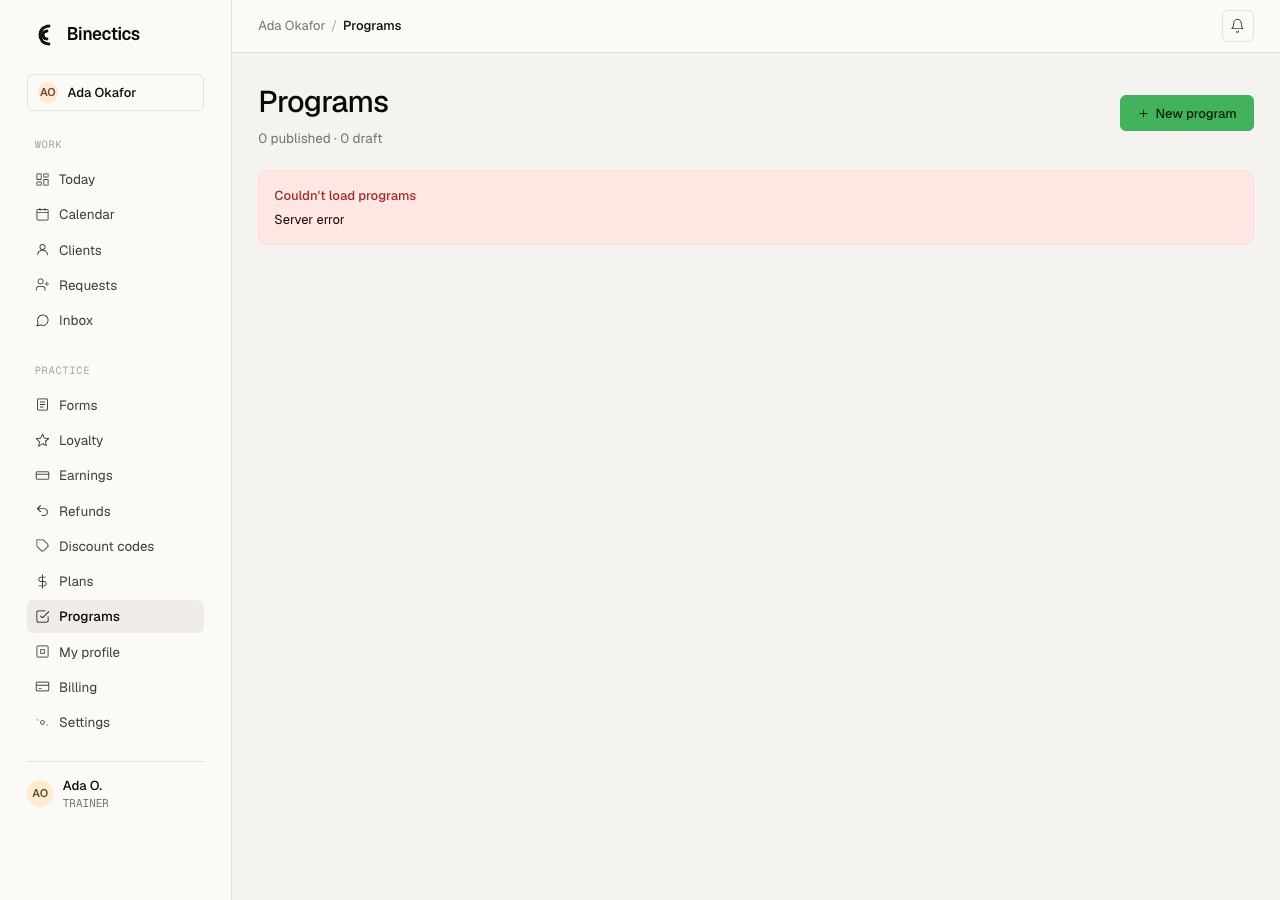 Binectics
AO Ada Okafor
WORK
Today
Calendar
Clients
Requests
Inbox
PRACTICE
Forms
Loyalty
Earnings
Refunds
Discount codes
Plans
Programs
My profile
Billing
Settings
AO Ada O.
TRAINER
Ada Okafor / Programs
Programs
0 published · 0 draft
+ New program
Couldn't load programs
Server error